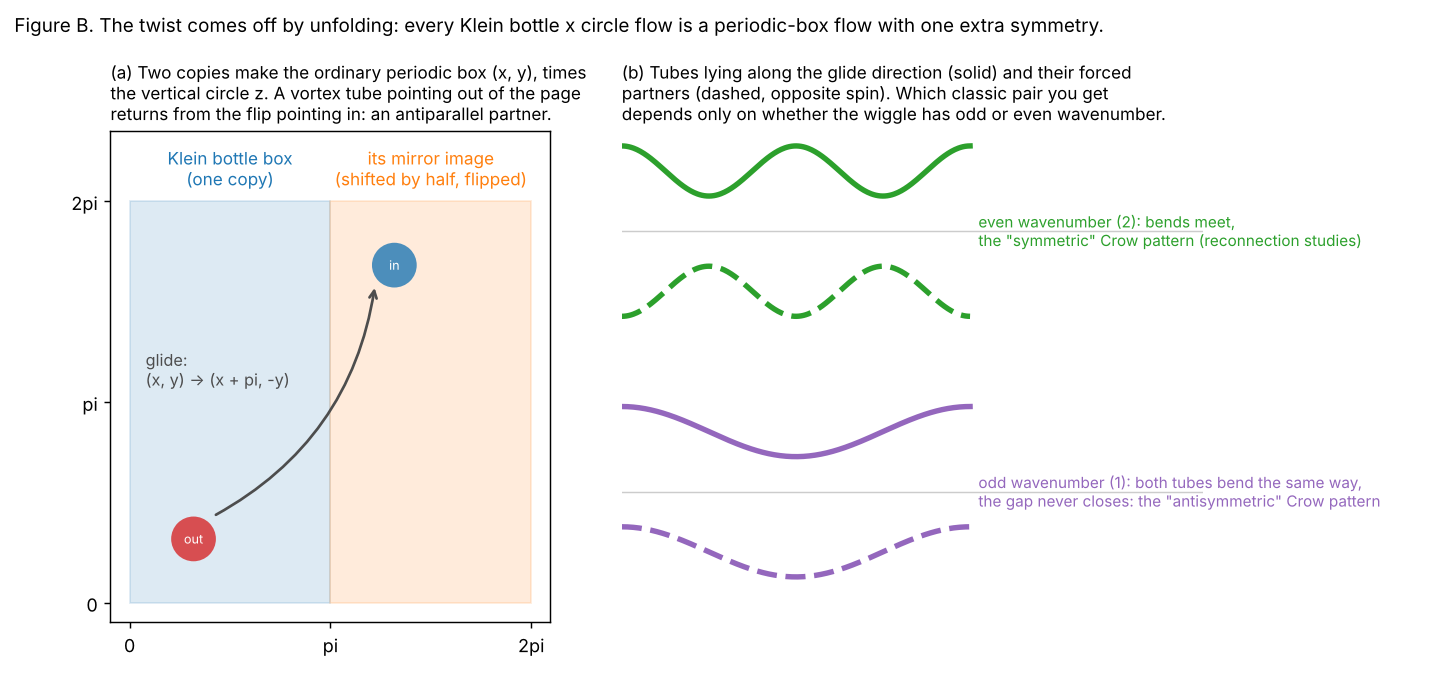 Figure B. The twist comes off by unfolding: every Klein bottle x circle flow is a periodic-box flow with one extra symmetry.
(a) Two copies make the ordinary periodic box (x, y), times
the vertical circle z. A vortex tube pointing out of the page
returns from the flip pointing in: an antiparallel partner.
Klein bottle box
(one copy)
its mirror image
(shifted by half, flipped)
2pi
pi
0
in
glide:
(x, y) → (x + pi, -y)
out
0
pi
2pi
(b) Tubes lying along the glide direction (solid) and their forced
partners (dashed, opposite spin). Which classic pair you get
depends only on whether the wiggle has odd or even wavenumber.
even wavenumber (2): bends meet,
the "symmetric" Crow pattern (reconnection studies)
odd wavenumber (1): both tubes bend the same way,
the gap never closes: the "antisymmetric" Crow pattern